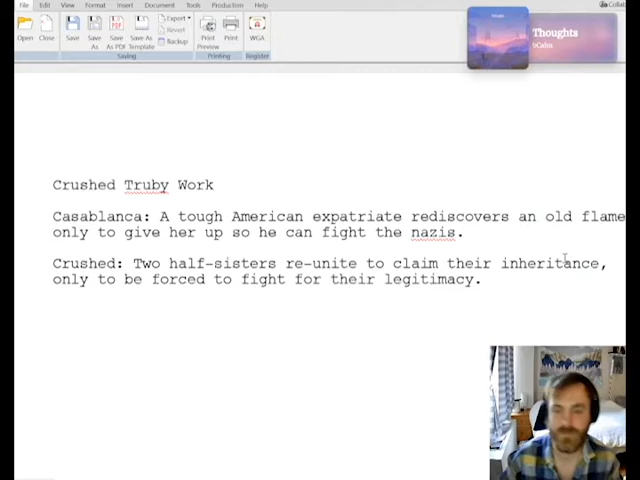 File Edit View Format Insert Document Tools Production Help
Export
Revert
Backup
Open Close Save Save As Save As PDF Save As Template Print Preview Print WGA
Saving Printing Register
Thoughts
bCalm
Crushed Truby Work
Casablanca: A tough American expatriate rediscovers an old flame
only to give her up so he can fight the nazis.
Crushed: Two half-sisters re-unite to claim their inheritance,
only to be forced to fight for their legitimacy.